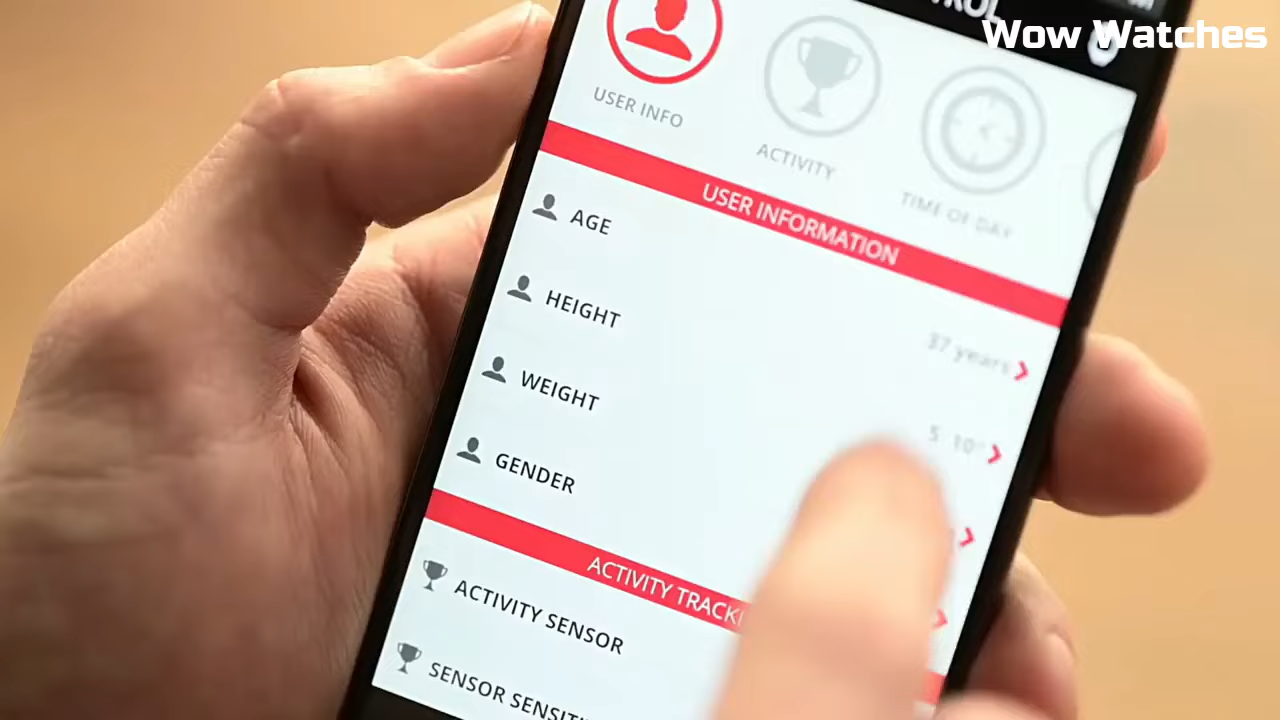 Wow Watches
USER INFO
ACTIVITY
TIME OF DAY
USER INFORMATION
AGE
37 years
HEIGHT
5 10"
WEIGHT
GENDER
ACTIVITY
ACTIVITY SENSOR
SENSOR